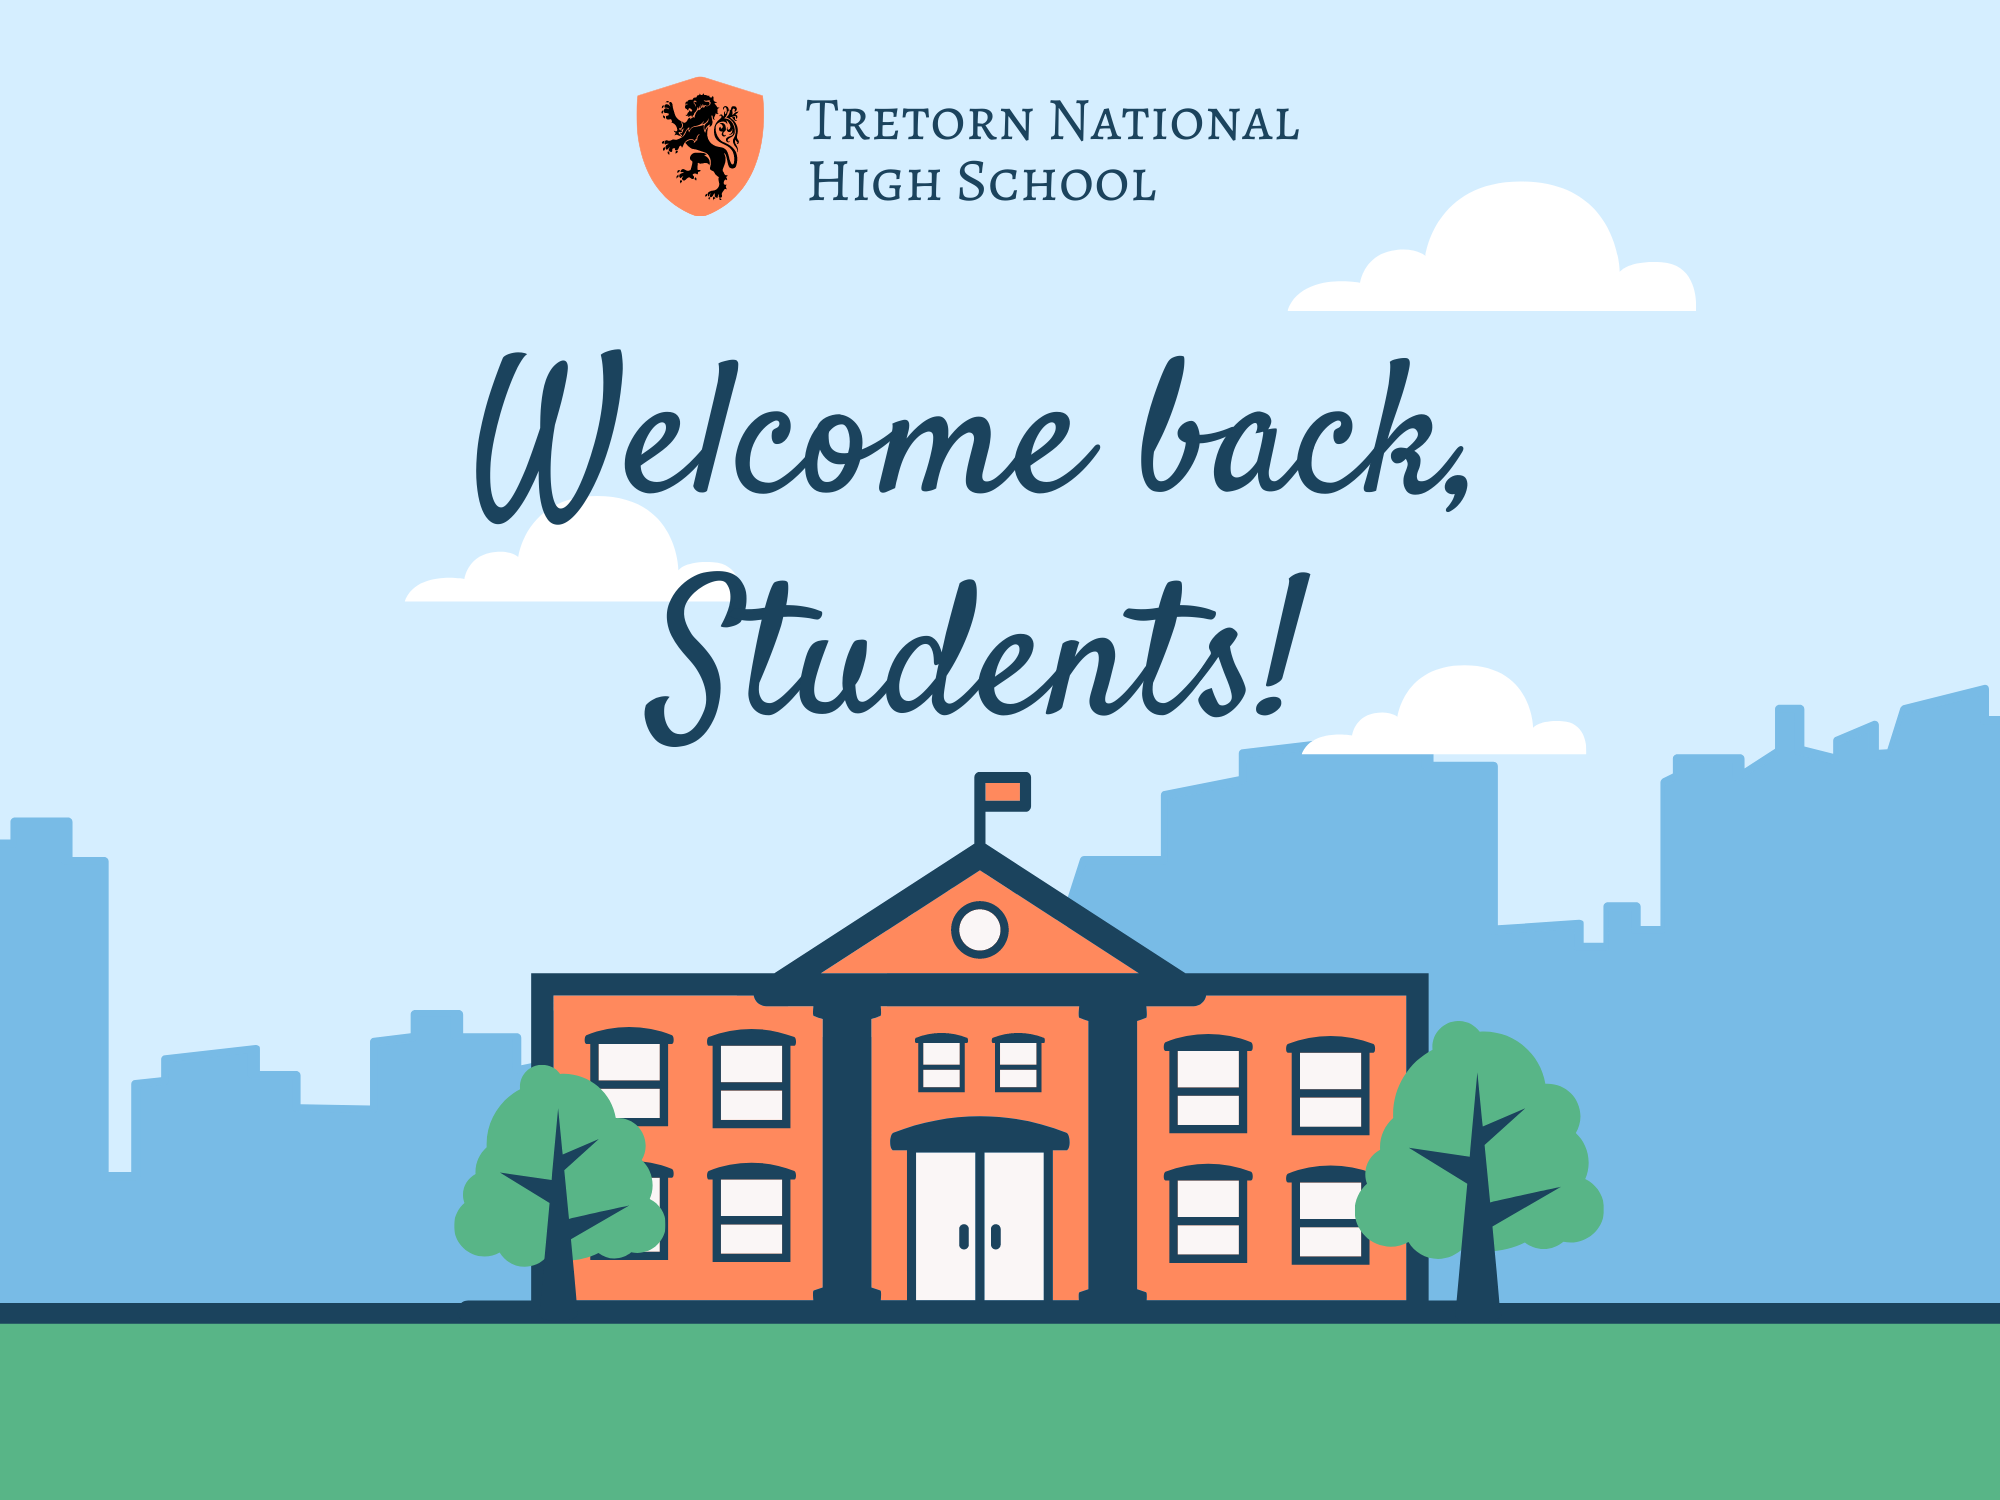 Tretorn National
High School
Welcome back,
Students!